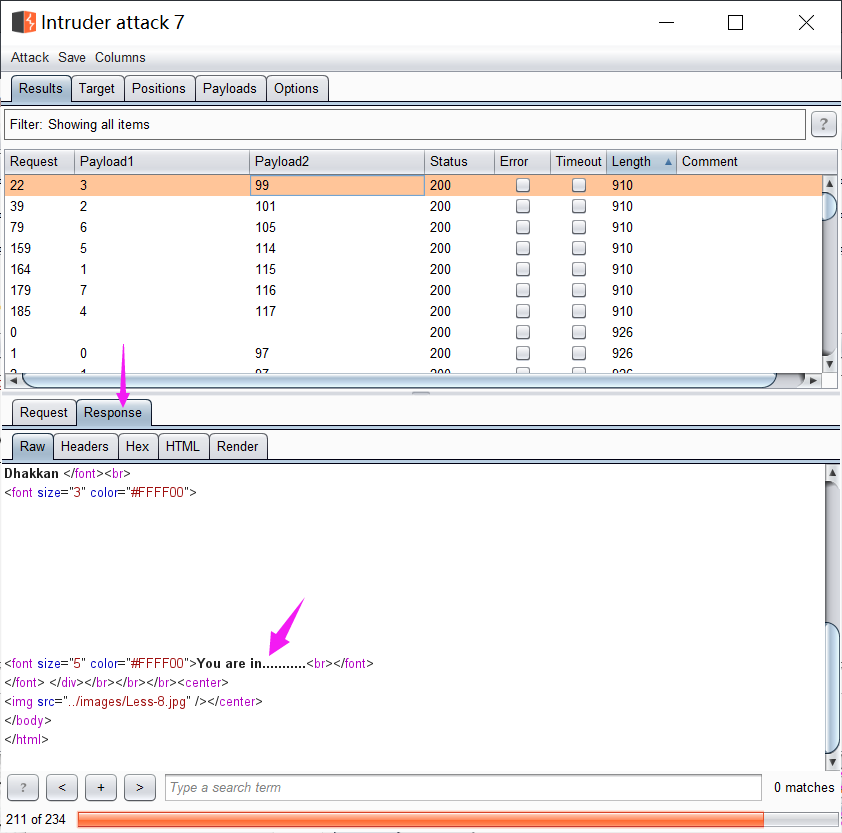 Intruder attack 7
Attack Save Columns
Results Target Positions Payloads Options
Filter: Showing all items ?
Request Payload1 Payload2 Status Error Timeout Length Comment
22 3 99 200 910
39 2 101 200 910
79 6 105 200 910
159 5 114 200 910
164 1 115 200 910
179 7 116 200 910
185 4 117 200 910
0 200 926
1 0 97 200 926
2 1 97 200 926
Request Response
Raw Headers Hex HTML Render
Dhakkan </font><br>
<font size="3" color="#FFFF00">
<font size="5" color="#FFFF00">You are in...........<br></font>
</font> </div></br></br></br><center>
<img src="../images/Less-8.jpg" /></center>
</body>
</html>
? < + > Type a search term 0 matches
211 of 234